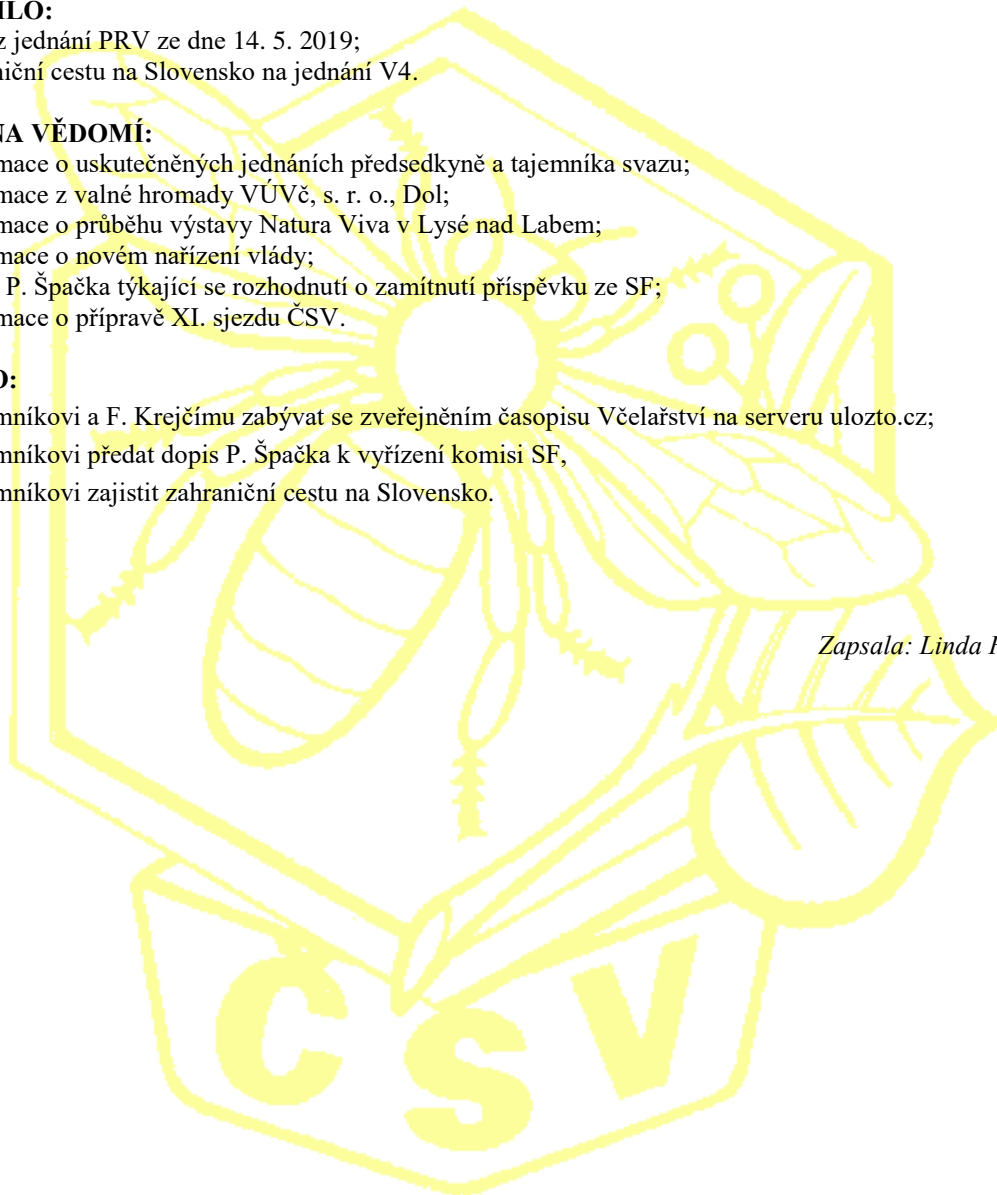 ILO:
z jednání PRV ze dne 14. 5. 2019;
niční cestu na Slovensko na jednání V4.
NA VĚDOMÍ:
mace o uskutečněných jednáních předsedkyně a tajemníka svazu;
mace z valné hromady VÚVč, s. r. o., Dol;
mace o průběhu výstavy Natura Viva v Lysé nad Labem;
mace o novém nařízení vlády;
P. Špačka týkající se rozhodnutí o zamítnutí příspěvku ze SF;
mace o přípravě XI. sjezdu ČSV.
O:
mníkovi a F. Krejčímu zabývat se zveřejněním časopisu Včelařství na serveru ulozto.cz;
mníkovi předat dopis P. Špačka k vyřízení komisi SF,
mníkovi zajistit zahraniční cestu na Slovensko.
Zapsala: Linda
ČSV